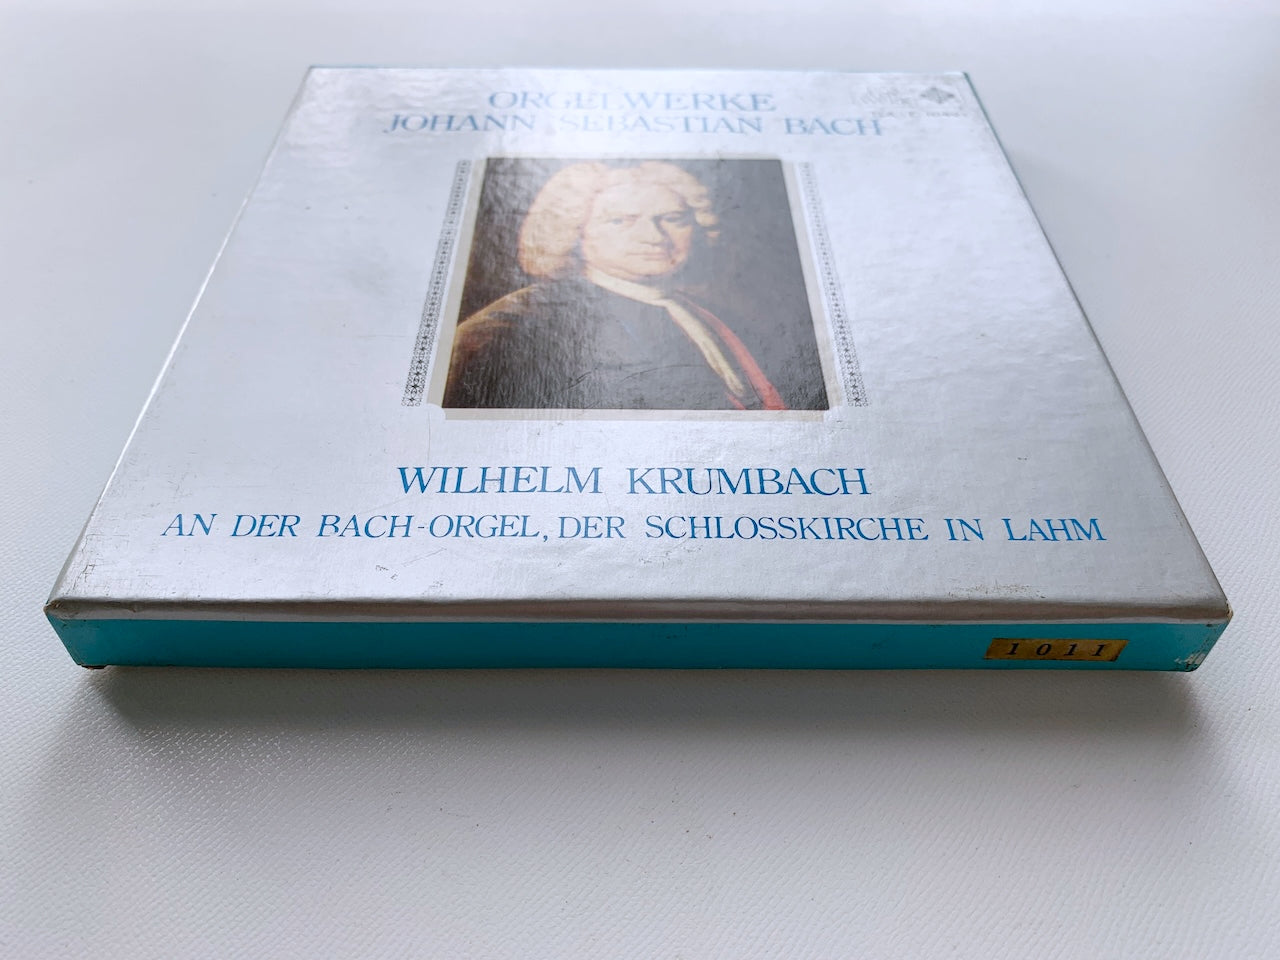 ORGELWERKE
JOHANN SEBASTIAN BACH
WILHELM KRUMBACH
AN DER BACH-ORGEL, DER SCHLOSSKIRCHE IN LAHM
1011